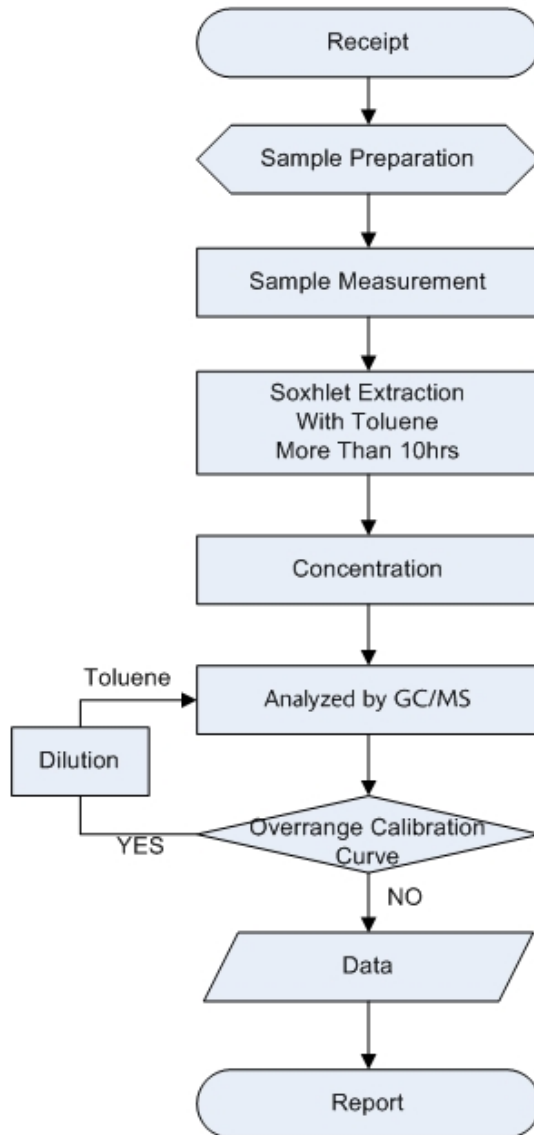 Receipt
Sample Preparation
Sample Measurement
Soxhlet Extraction
With Toluene
More Than 10hrs
Concentration
Toluene
Analyzed by GC/MS
Dilution
Overrange Calibration
Curve
YES
NO
Data
Report